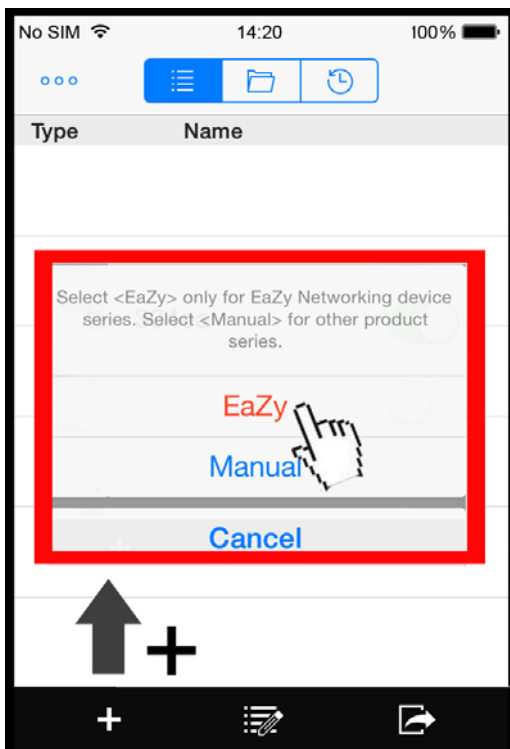 No SIM 14:20 100%
Type Name
Select <EaZy> only for EaZy Networking device
series. Select <Manual> for other product
series.
EaZy
Manual
Cancel